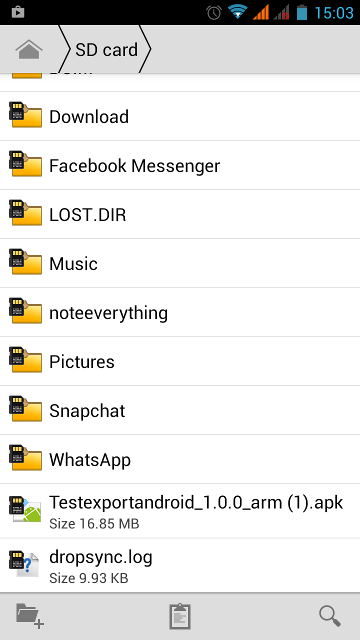 15:03
SD card
Download
Facebook Messenger
LOST.DIR
Music
noteeverything
Pictures
Snapchat
WhatsApp
Testexportandroid_1.0.0_arm (1).apk
Size 16.85 MB
dropsync.log
Size 9.93 KB